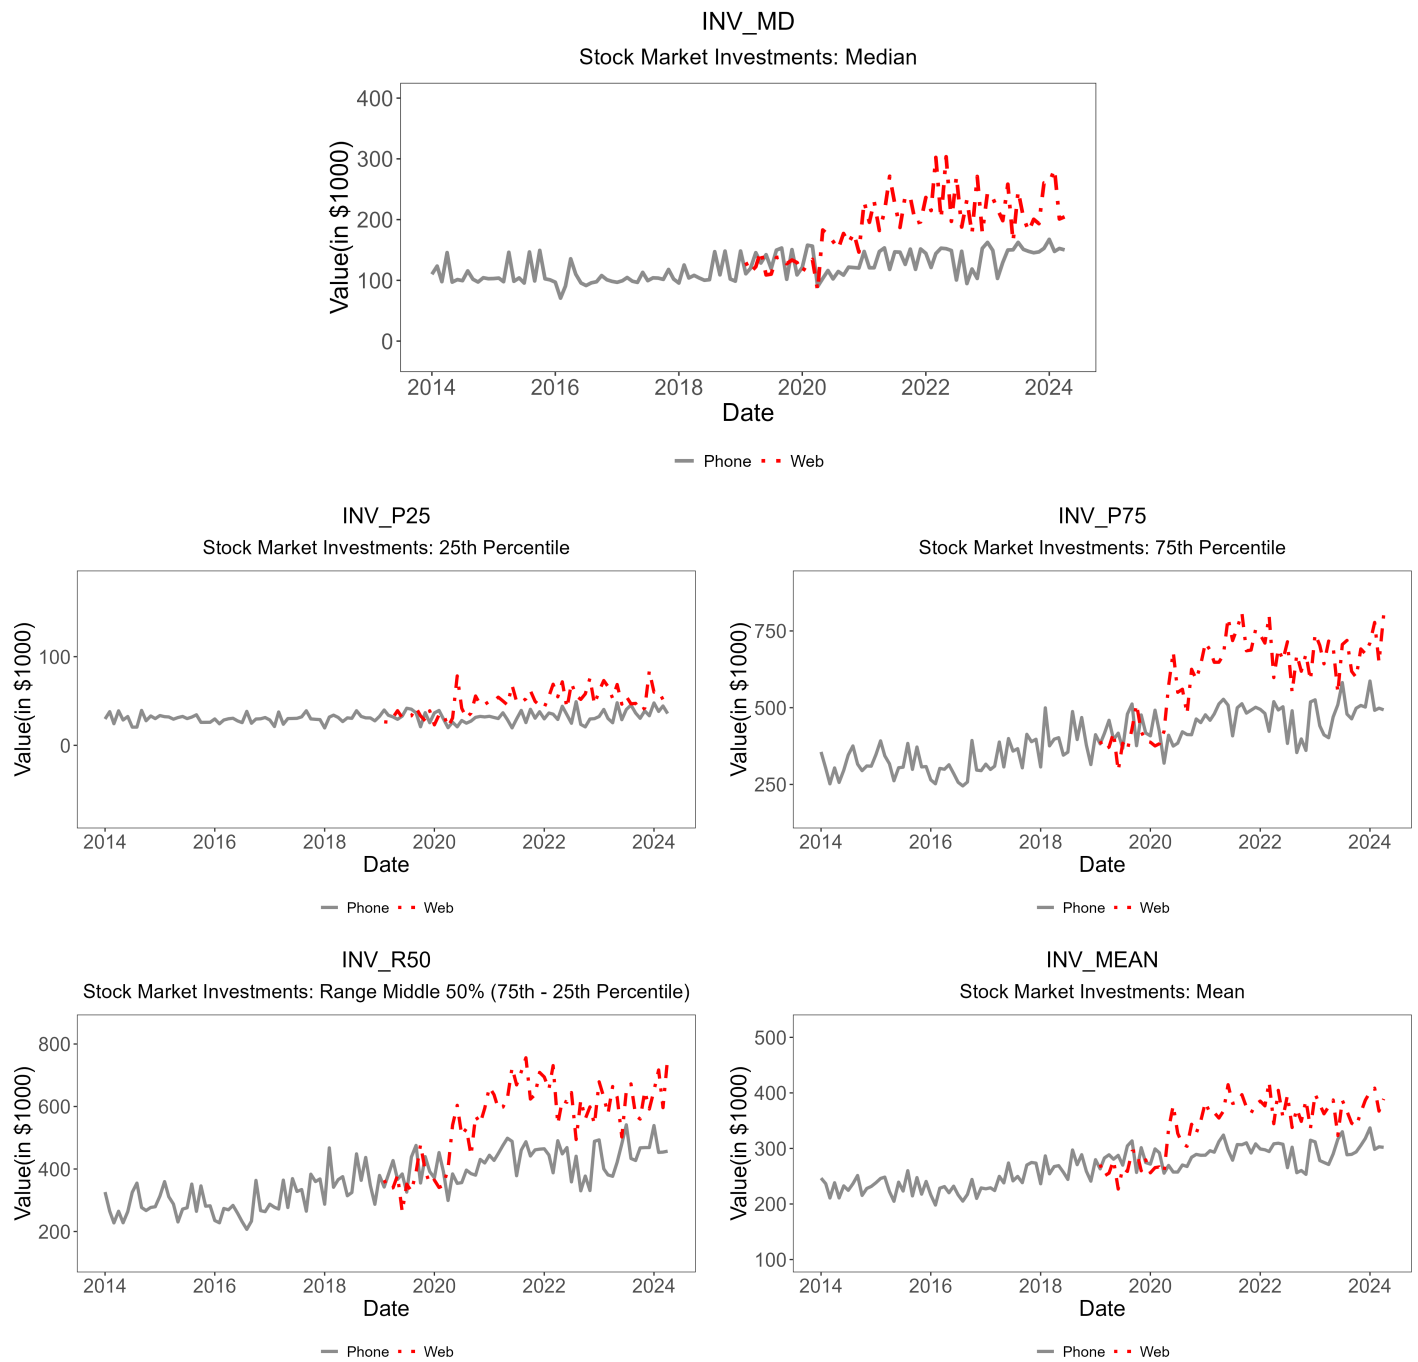 INV_MD
Stock Market Investments: Median
Value(in $1000)
400
300
200
100
0
2014 2016 2018 2020 2022 2024
Date
Phone Web
INV_P25
Stock Market Investments: 25th Percentile
Value(in $1000)
100
0
2014 2016 2018 2020 2022 2024
Date
Phone Web
INV_P75
Stock Market Investments: 75th Percentile
Value(in $1000)
750
500
250
2014 2016 2018 2020 2022 2024
Date
Phone Web
INV_R50
Stock Market Investments: Range Middle 50% (75th - 25th Percentile)
Value(in $1000)
800
600
400
200
2014 2016 2018 2020 2022 2024
Date
Phone Web
INV_MEAN
Stock Market Investments: Mean
Value(in $1000)
500
400
300
200
100
2014 2016 2018 2020 2022 2024
Date
Phone Web